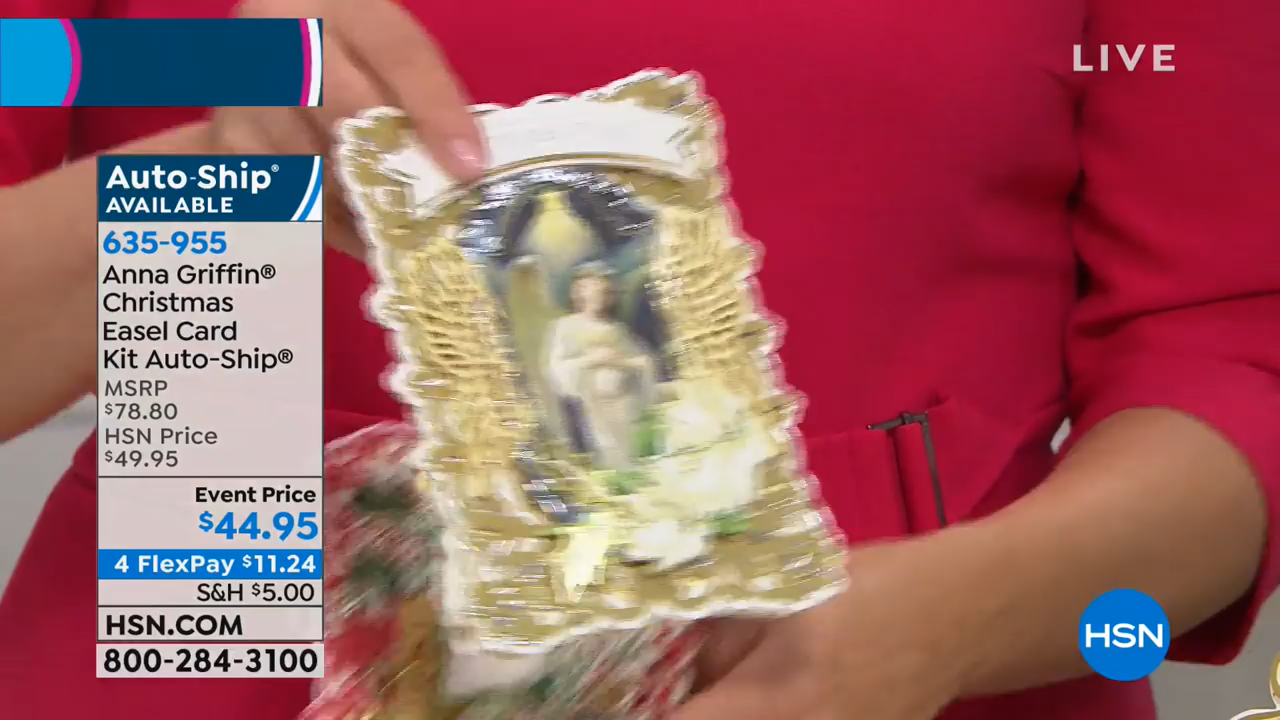 LIVE
Auto-Ship®
AVAILABLE
635-955
Anna Griffin®
Christmas
Easel Card
Kit Auto-Ship®
MSRP
$78.80
HSN Price
$49.95
Event Price
$44.95
4 FlexPay $11.24
S&H $5.00
HSN.COM
800-284-3100
HSN